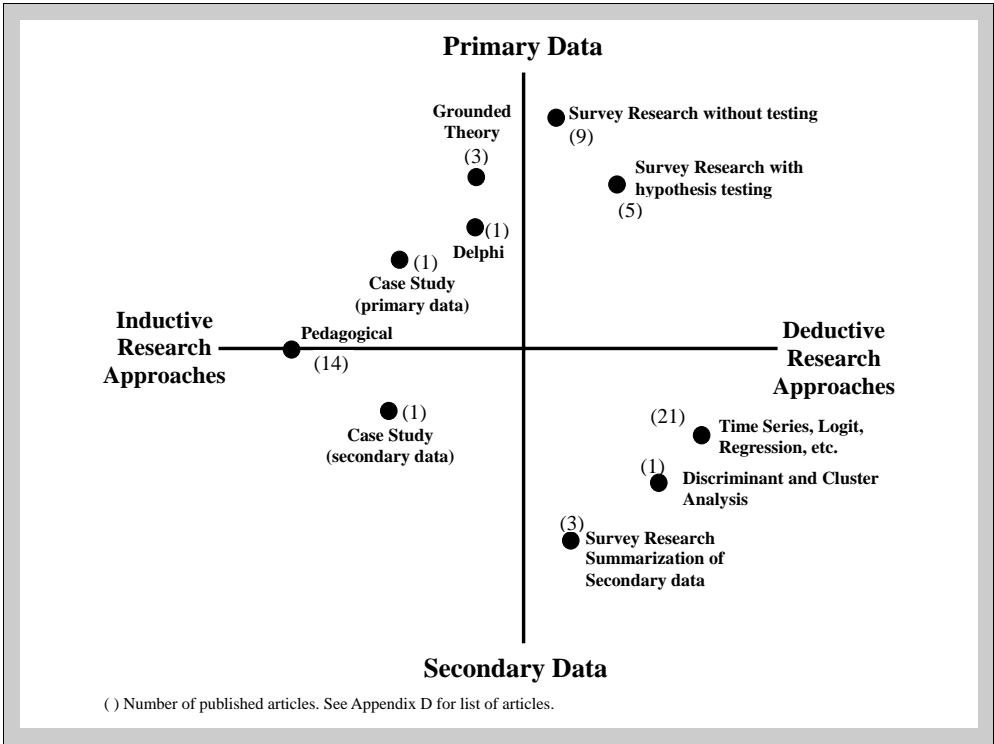 Primary Data
Grounded
Theory
(3)
Survey Research without testing
(9)
Survey Research with
hypothesis testing
(5)
(1)
Delphi
(1)
Case Study
(primary data)
Inductive
Research
Approaches
Pedagogical
(14)
Deductive
Research
Approaches
(1)
Case Study
(secondary data)
(21)
Time Series, Logit,
Regression, etc.
(1)
Discriminant and Cluster
Analysis
(3)
Survey Research
Summarization of
Secondary data
Secondary Data
( ) Number of published articles. See Appendix D for list of articles.